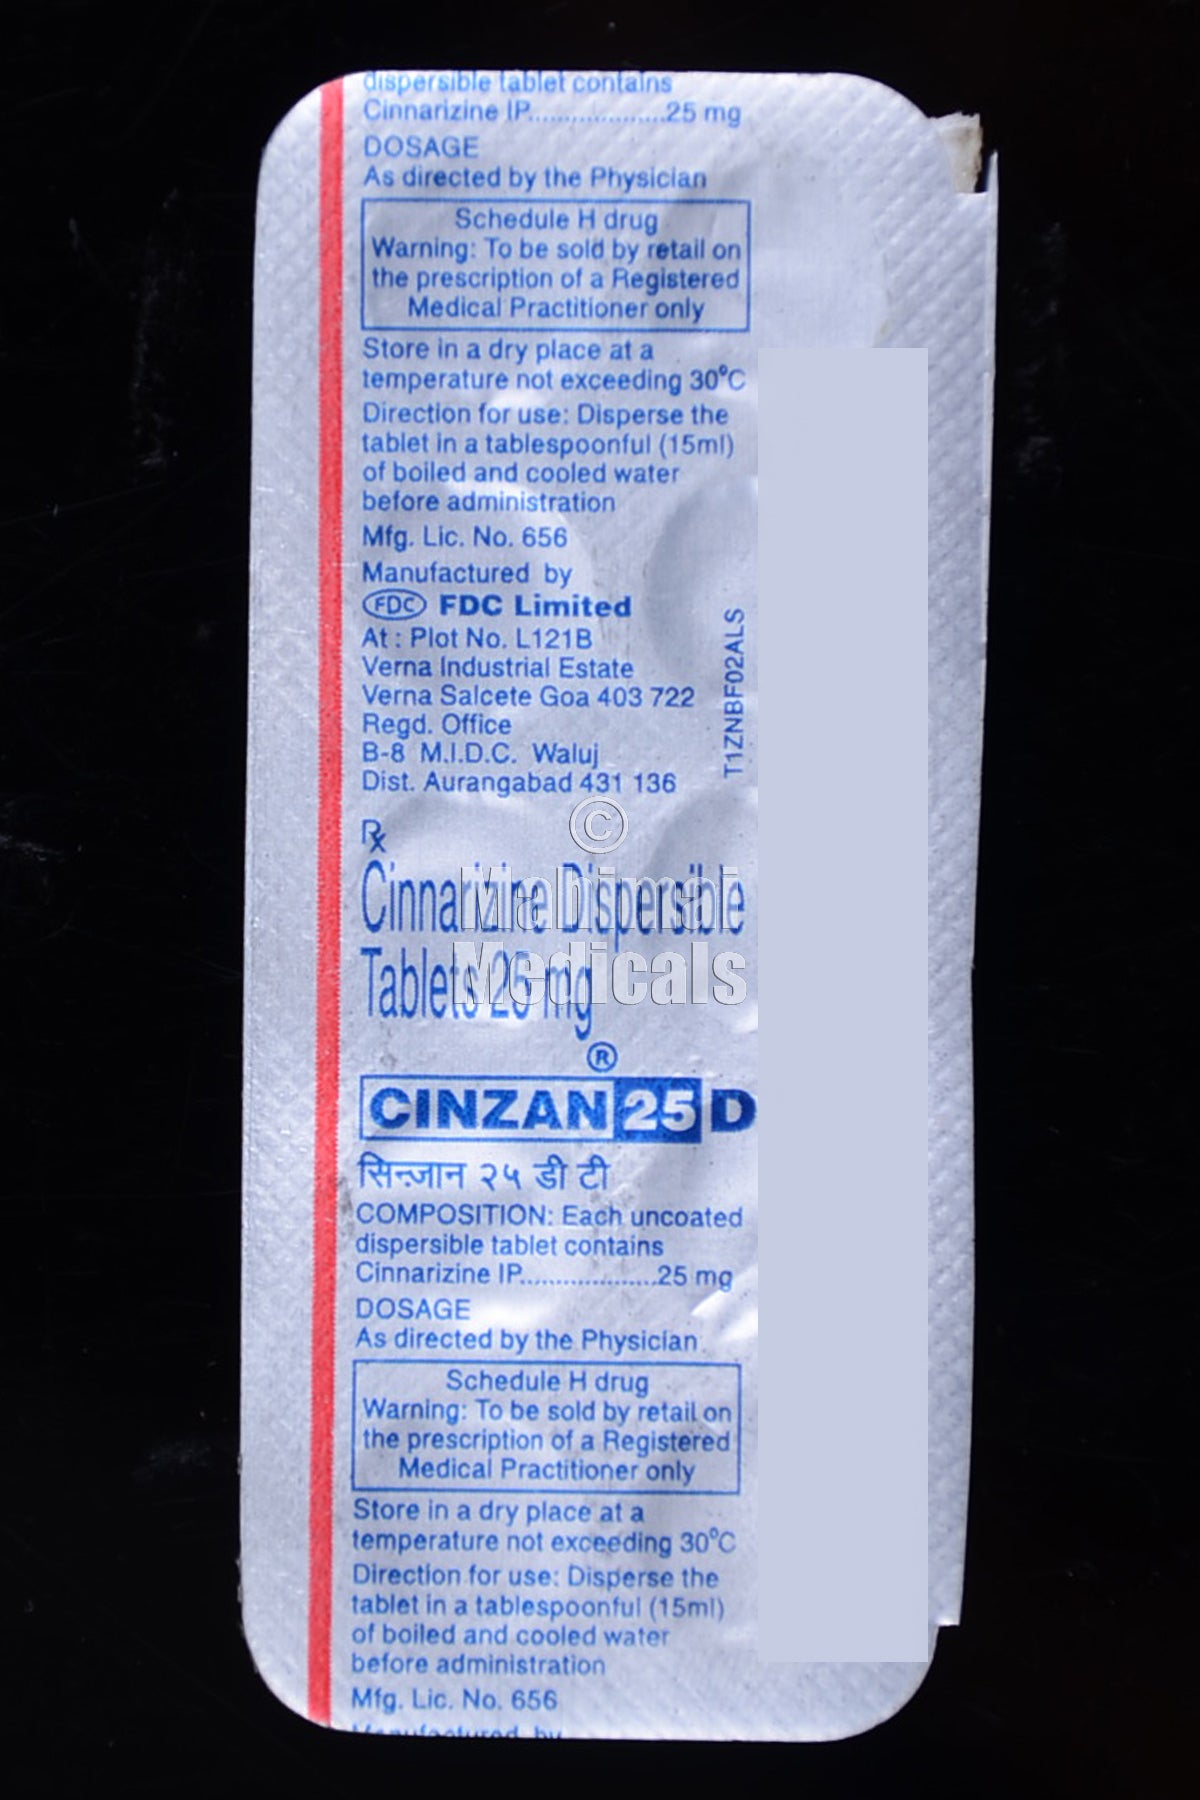 dispersible tablet contains
Cinnarizine IP...................25 mg
DOSAGE
As directed by the Physician
Schedule H drug
Warning: To be sold by retail on
the prescription of a Registered
Medical Practitioner only
Store in a dry place at a
temperature not exceeding 30°C
Direction for use: Disperse the
tablet in a tablespoonful (15ml)
of boiled and cooled water
before administration
Mfg. Lic. No. 656
Manufactured by
FDC FDC Limited
At : Plot No. L121B
Verna Industrial Estate
Verna Salcete Goa 403 722
Regd. Office
B-8 M.I.D.C. Waluj
Dist. Aurangabad 431 136
T1ZNBF02ALS
Rx
Cinnarizine Dispersible
Tablets 25 mg
©
Mahimai
Medicals
®
CINZAN 25 D
सिन्ज़ान २५ डी टी
COMPOSITION: Each uncoated
dispersible tablet contains
Cinnarizine IP...................25 mg
DOSAGE
As directed by the Physician
Schedule H drug
Warning: To be sold by retail on
the prescription of a Registered
Medical Practitioner only
Store in a dry place at a
temperature not exceeding 30°C
Direction for use: Disperse the
tablet in a tablespoonful (15ml)
of boiled and cooled water
before administration
Mfg. Lic. No. 656
Manufactured by